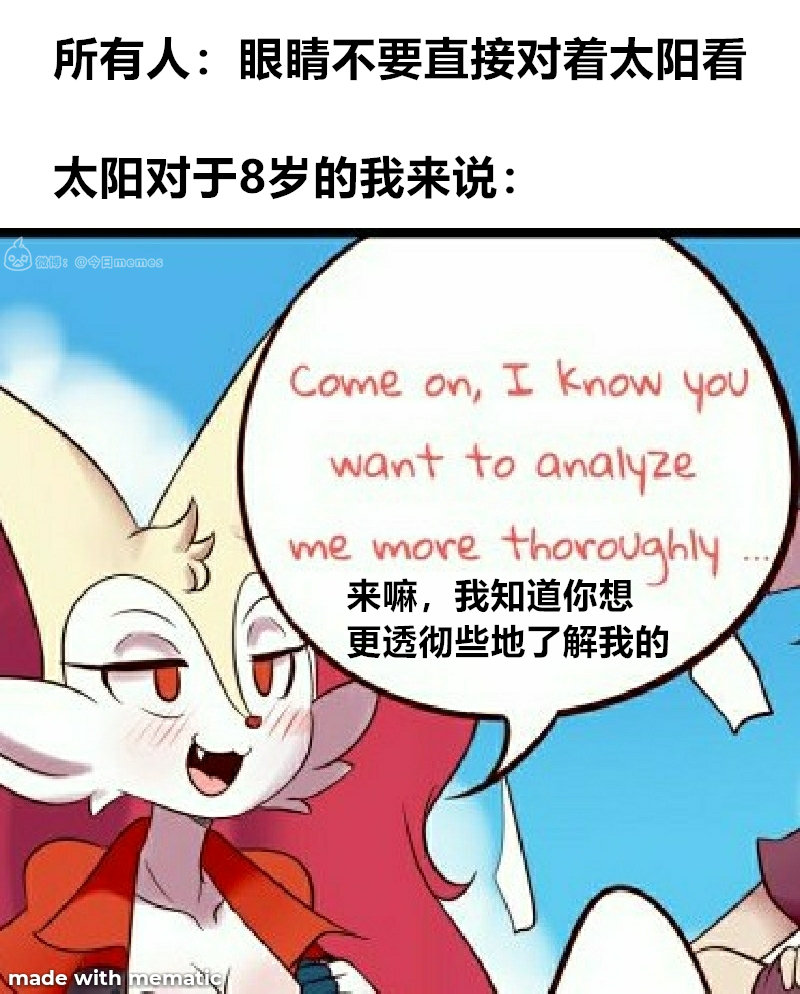 所有人：眼睛不要直接对着太阳看
太阳对于8岁的我来说：
微博：@今日memes
Come on, I know you
want to analyze
me more thoroughly ...
来嘛，我知道你想
更透彻些地了解我的
made with mematic